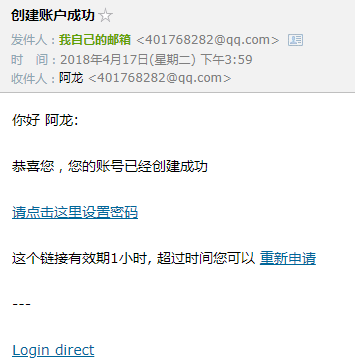 创建账户成功☆
发件人：我自己的邮箱 <401768282@qq.com>
时　间：2018年4月17日(星期二) 下午3:59
收件人：阿龙 <401768282@qq.com>
你好 阿龙:
恭喜您，您的账号已经创建成功
请点击这里设置密码
这个链接有效期1小时, 超过时间您可以 重新申请
---
Login direct